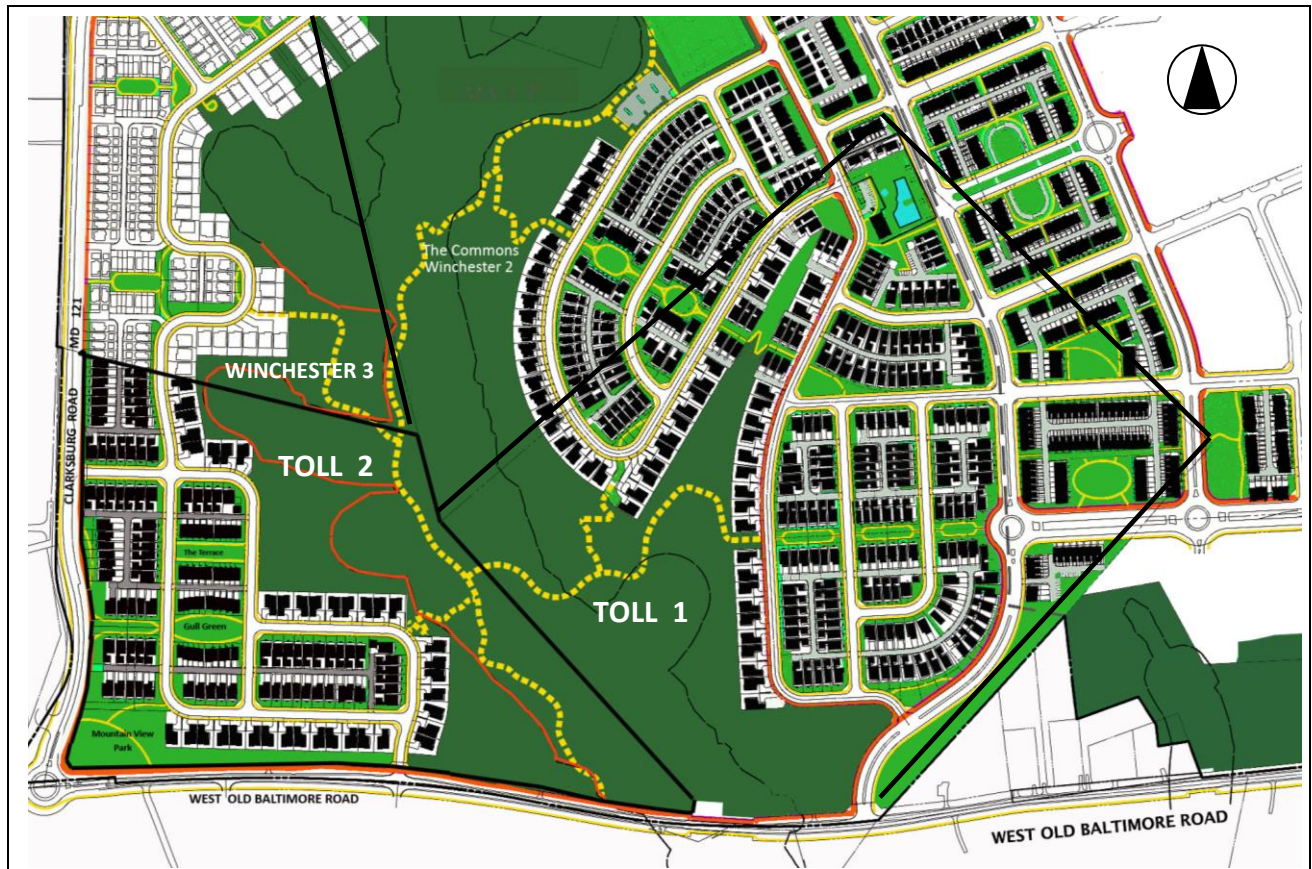 The Commons
Winchester 2
MD 121
CLARKSBURG ROAD
WINCHESTER 3
TOLL 2
The Terrace
TOLL 1
Gull Green
Mountain View
Park
WEST OLD BALTIMORE ROAD
WEST OLD BALTIMORE ROAD